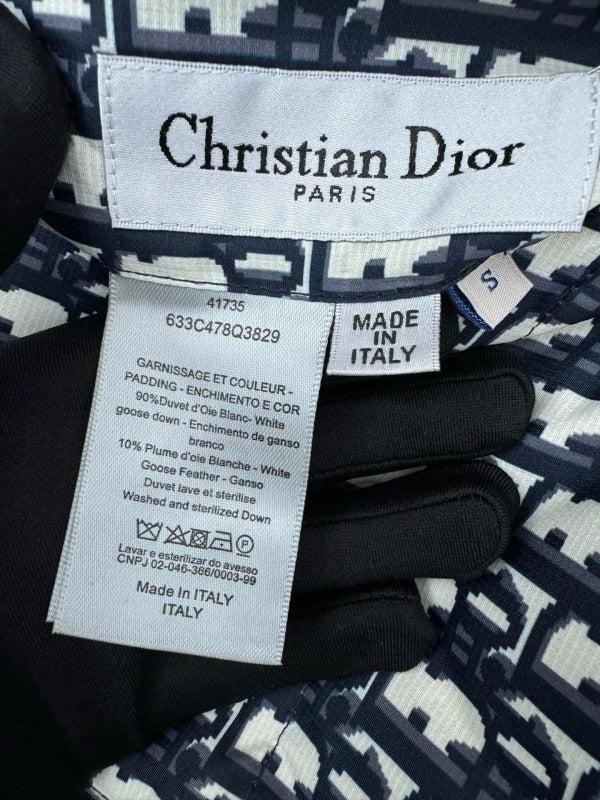 Christian Dior
PARIS
S
MADE
IN
ITALY
41735
633C478Q3829
GARNISSAGE ET COULEUR -
PADDING - ENCHIMENTO E COR
90%Duvet d'Oie Blanc- White
goose down - Enchimento de ganso
branco
10% Plume d'oie Blanche - White
Goose Feather - Ganso
Duvet lave et sterilise
Washed and sterilized Down
P
Lavar e esterilizar do avesso
CNPJ 02-046-366/0003-99
Made In ITALY
ITALY